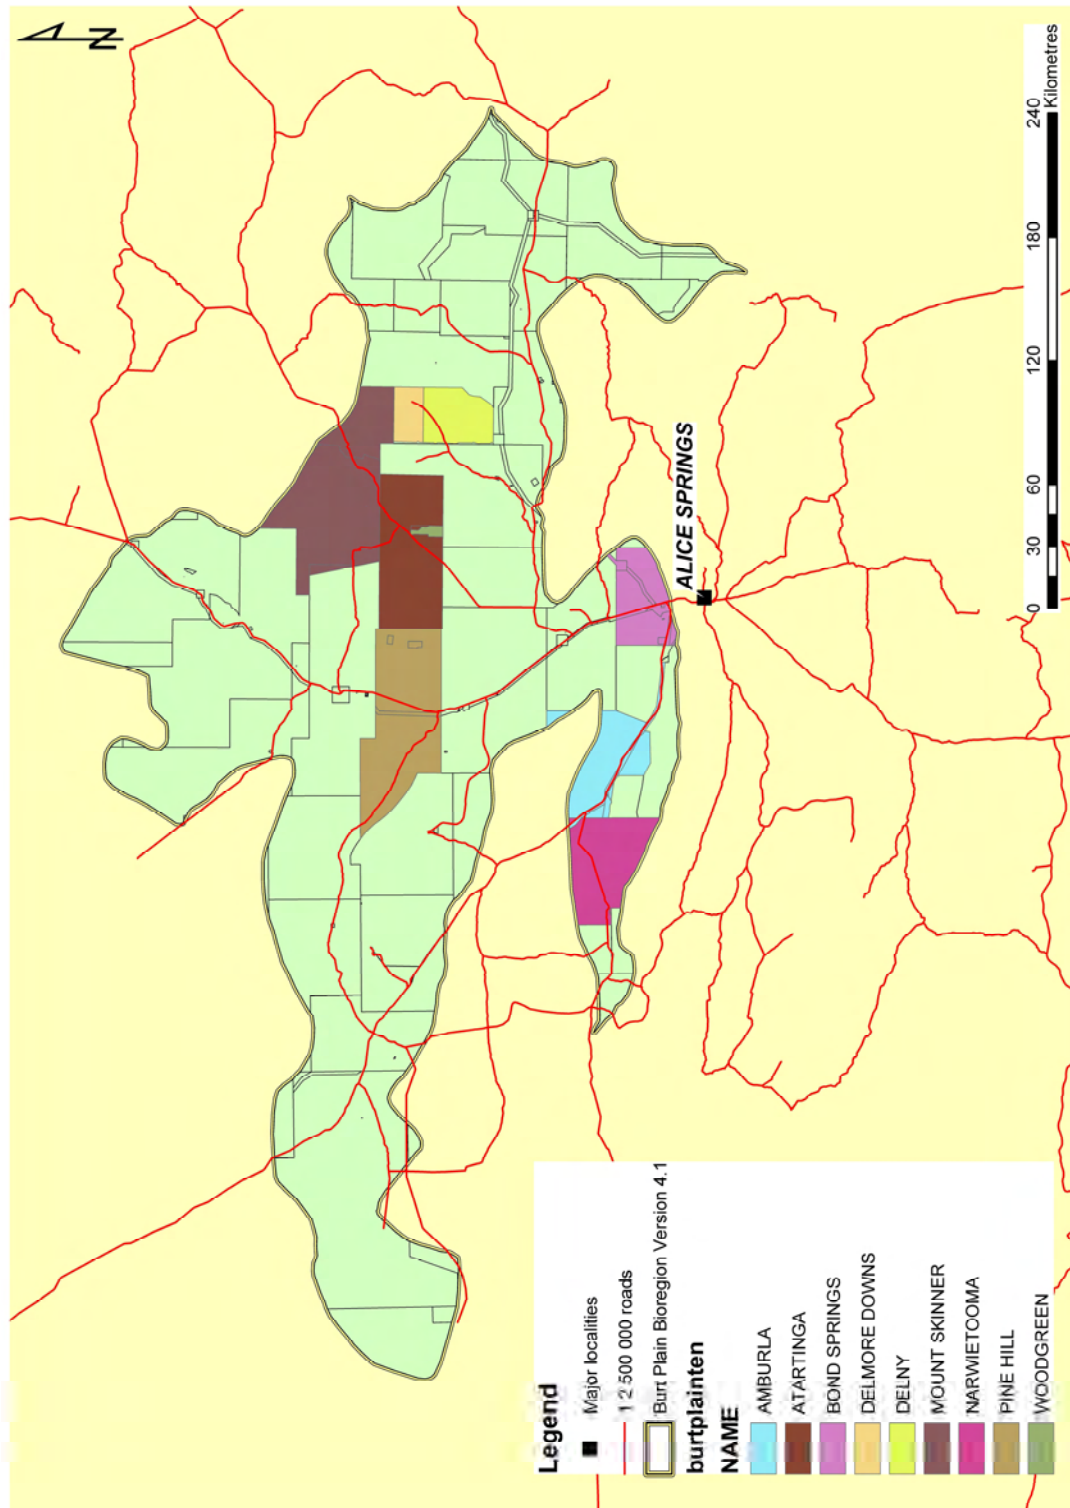 N
ALICE SPRINGS
0 30 60 120 180 240
Kilometres
Legend
Major localities
1:2 500 000 roads
Burt Plain Bioregion Version 4.1
burtplainten
NAME
AMBURLA
ATARTINGA
BOND SPRINGS
DELMORE DOWNS
DELNY
MOUNT SKINNER
NARWIETOOMA
PINE HILL
WOODGREEN